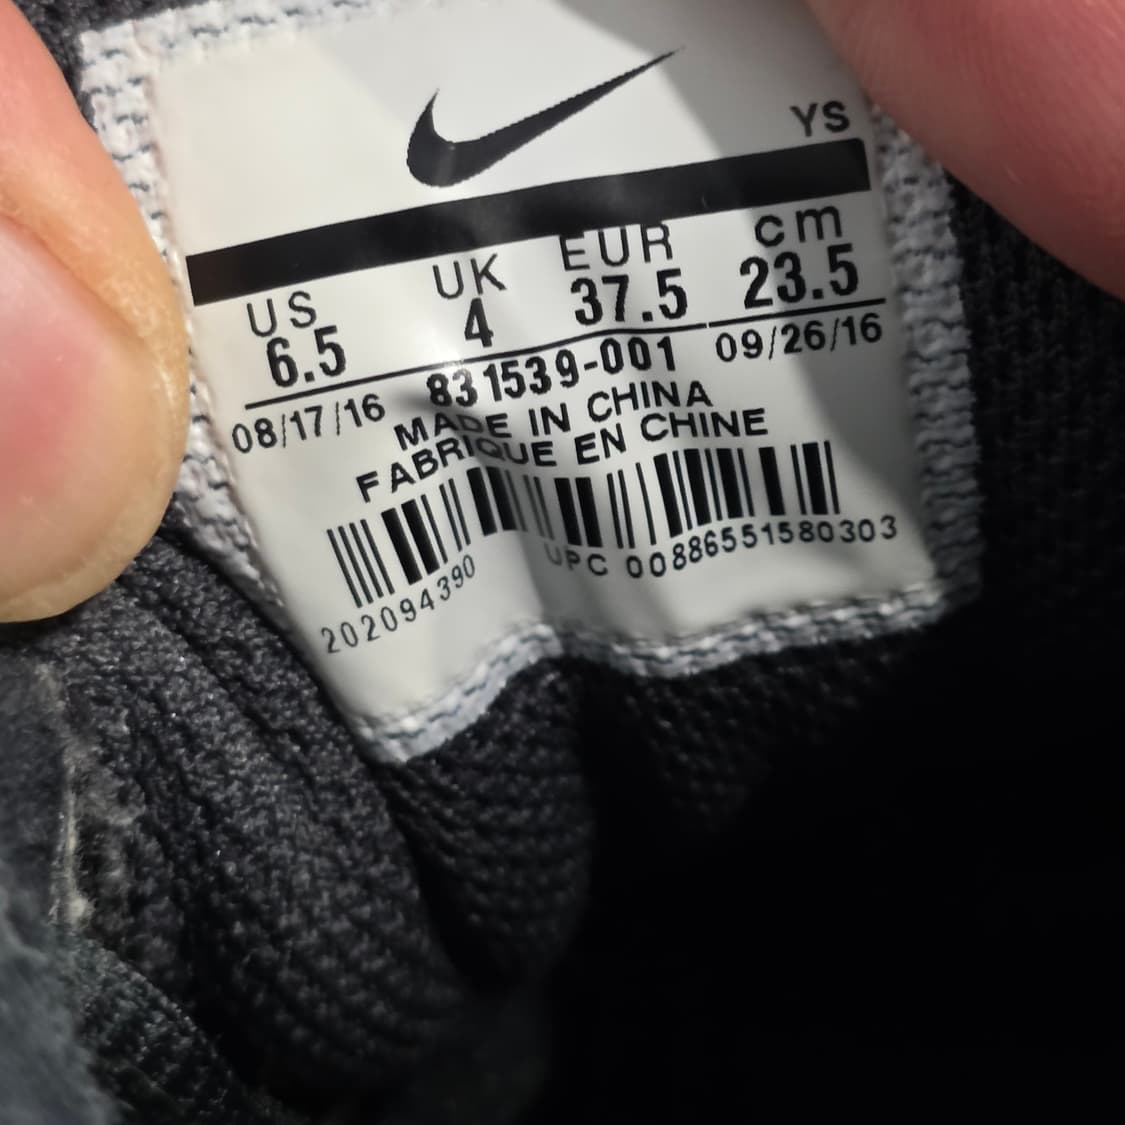 YS
US UK EUR cm
6.5 4 37.5 23.5
08/17/16 831539-001 09/26/16
MADE IN CHINA
FABRIQUE EN CHINE
202094390 UPC 00886551580303